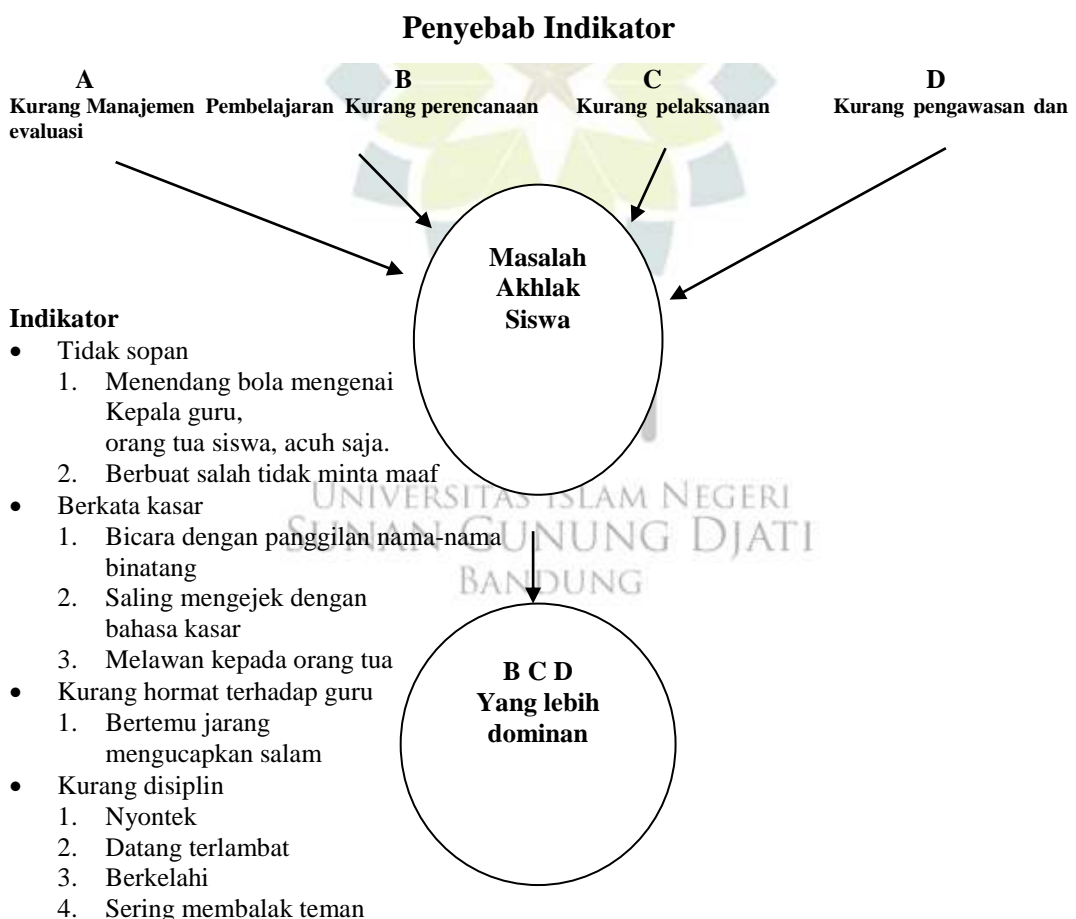 Penyebab Indikator
A B C D
Kurang Manajemen Pembelajaran Kurang perencanaan Kurang pelaksanaan Kurang pengawasan dan
evaluasi
Masalah
Akhlak
Siswa
Indikator
• Tidak sopan
1. Menendang bola mengenai
Kepala guru,
orang tua siswa, acuh saja.
2. Berbuat salah tidak minta maaf
• Berkata kasar
1. Bicara dengan panggilan nama-nama
binatang
2. Saling mengejek dengan
bahasa kasar
3. Melawan kepada orang tua
• Kurang hormat terhadap guru
1. Bertemu jarang
mengucapkan salam
• Kurang disiplin
1. Nyontek
2. Datang terlambat
3. Berkelahi
4. Sering membalak teman
UNIVERSITAS ISLAM NEGERI
SUNAN GUNUNG DJATI
BANDUNG
B C D
Yang lebih
dominan